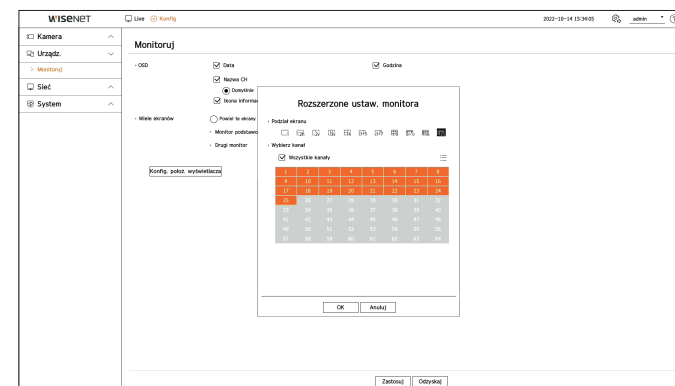 WISENET
Live Konfig 2022-10-14 15:34:05 admin
Kamera
Urządz.
Monitoruj
Sieć
System
Monitoruj
OSD Data Godzina
Nazwa CH
Domyślnie
Ikona Informa
Wiele ekranów Powiel te ekrany
Monitor podstawo
Drugi monitor
Konfig. położ. wyświetlacza
Rozszerzone ustaw. monitora
Podział ekranu
Wybierz kanał
Wszystkie kanały
1 2 3 4 5 6 7 8
9 10 11 12 13 14 15 16
17 18 19 20 21 22 23 24
25 26 27 28 29 30 31 32
33 34 35 36 37 38 39 40
41 42 43 44 45 46 47 48
49 50 51 52 53 54 55 56
57 58 59 60 61 62 63 64
OK Anuluj
Zastosuj Odzyskaj